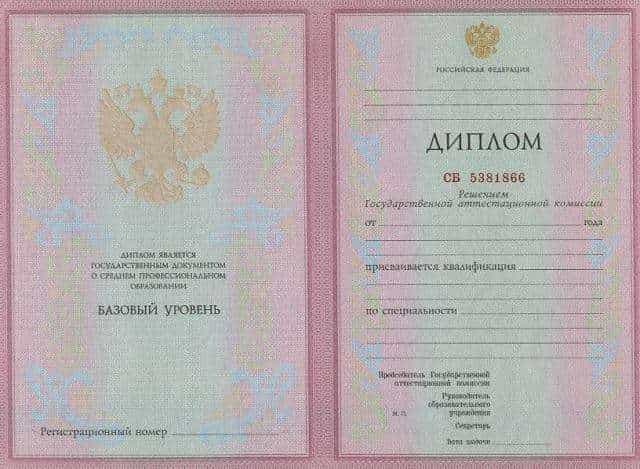 ДИПЛОМ ЯВЛЯЕТСЯ
ГОСУДАРСТВЕННЫМ ДОКУМЕНТОМ
О СРЕДНЕМ ПРОФЕССИОНАЛЬНОМ
ОБРАЗОВАНИИ
БАЗОВЫЙ УРОВЕНЬ
Регистрационный номер
РОССИЙСКАЯ ФЕДЕРАЦИЯ
ДИПЛОМ
СБ 5381866
Решением
Государственной аттестационной комиссии
от года
присваивается квалификация
по специальности
Председатель Государственной
аттестационной комиссии
Руководитель
образовательного
М. П. учреждения
Секретарь
Дата выдачи